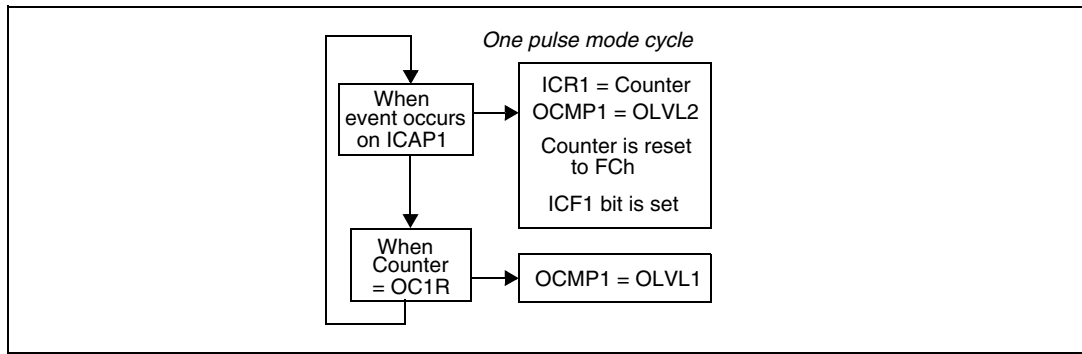 One pulse mode cycle
When
event occurs
on ICAP1
ICR1 = Counter
OCMP1 = OLVL2
Counter is reset
to FCh
ICF1 bit is set
When
Counter
= OC1R
OCMP1 = OLVL1